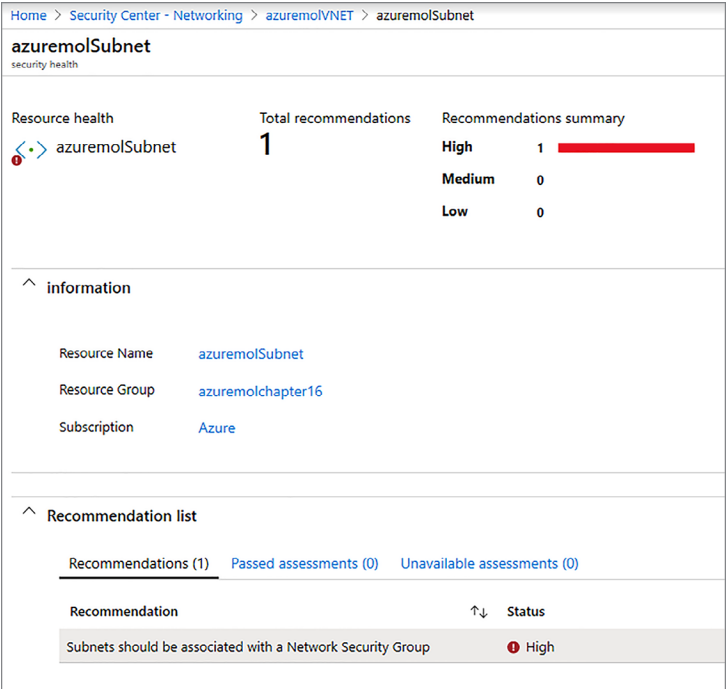 Home > Security Center - Networking > azuremolVNET > azuremolSubnet
azuremolSubnet
security health
Resource health
azuremolSubnet
Total recommendations
1
Recommendations summary
High 1
Medium 0
Low 0
information
Resource Name azuremolSubnet
Resource Group azuremolchapter16
Subscription Azure
Recommendation list
Recommendations (1) Passed assessments (0) Unavailable assessments (0)
Recommendation ↑↓ Status
Subnets should be associated with a Network Security Group High